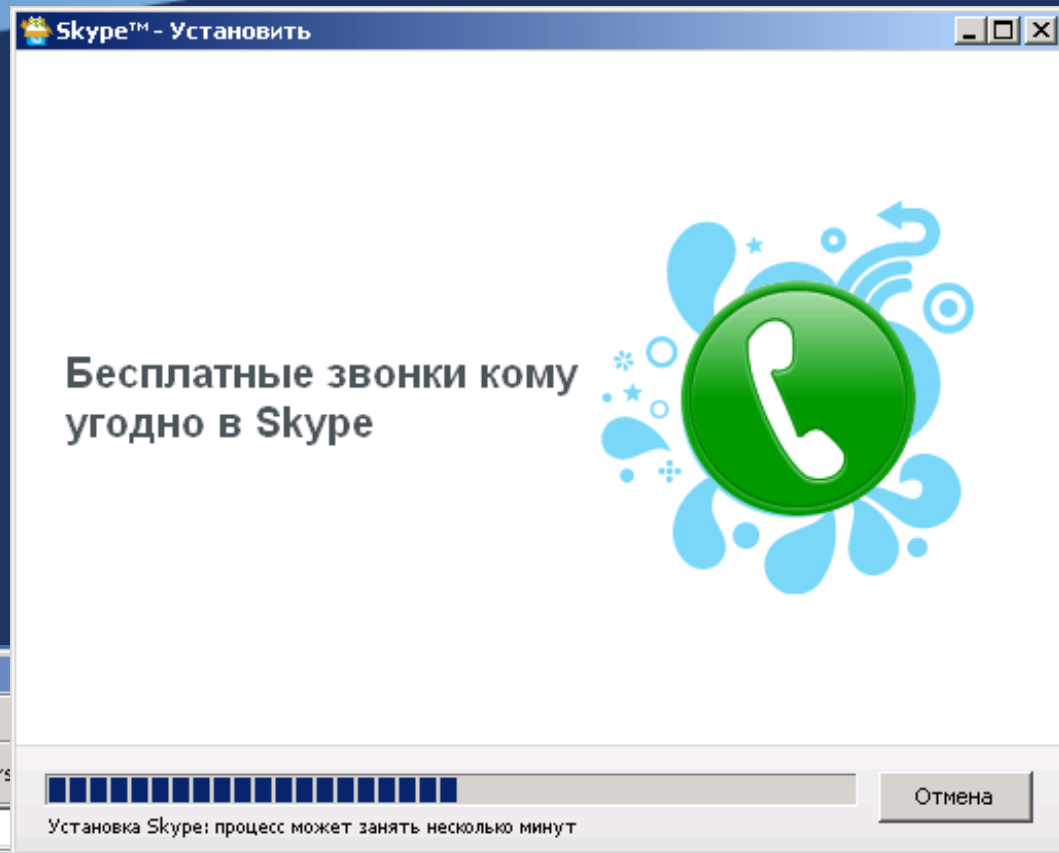 Skype™ - Установить
Бесплатные звонки кому
угодно в Skype
Отмена
Установка Skype: процесс может занять несколько минут